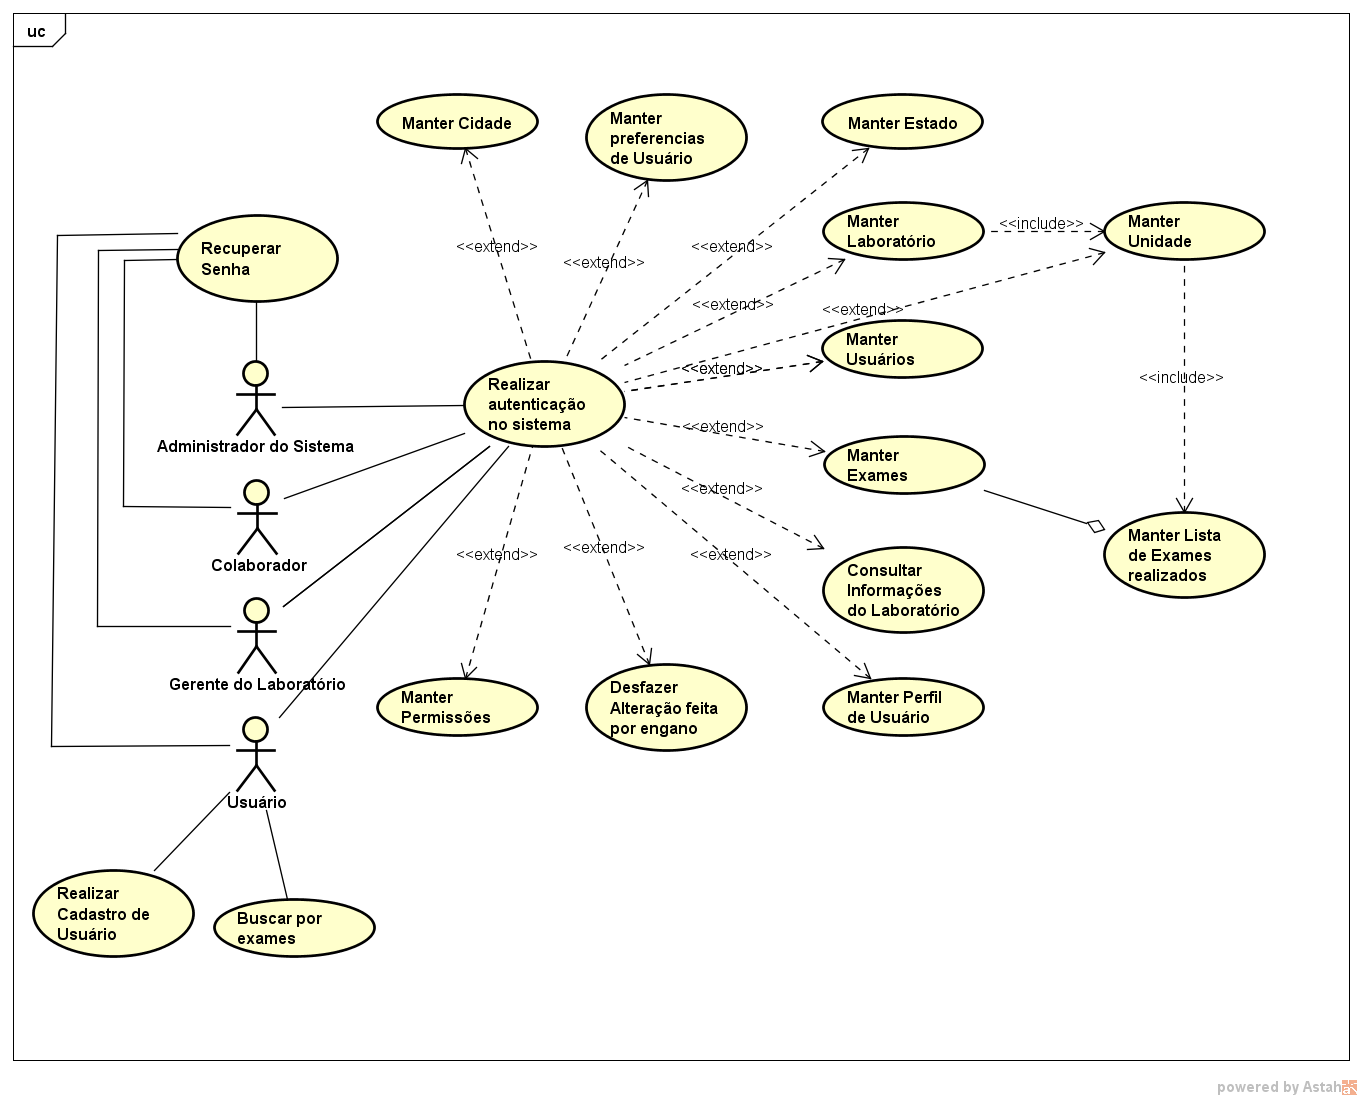 uc
Manter Cidade
Manter
preferencias
de Usuário
Manter Estado
Recuperar
Senha
Manter
Laboratório
<<include>>
Manter
Unidade
<<extend>>
<<extend>>
<<extend>>
<<extend>>
<<extend>>
Manter
Usuários
<<extend>>
Realizar
autenticação
no sistema
<<include>>
Administrador do Sistema
<<extend>>
Manter
Exames
<<extend>>
Colaborador
<<extend>>
<<extend>>
<<extend>>
Manter Lista
de Exames
realizados
Consultar
Informações
do Laboratório
Gerente do Laboratório
Manter
Permissões
Desfazer
Alteração feita
por engano
Manter Perfil
de Usuário
Usuário
Realizar
Cadastro de
Usuário
Buscar por
exames
powered by Astah